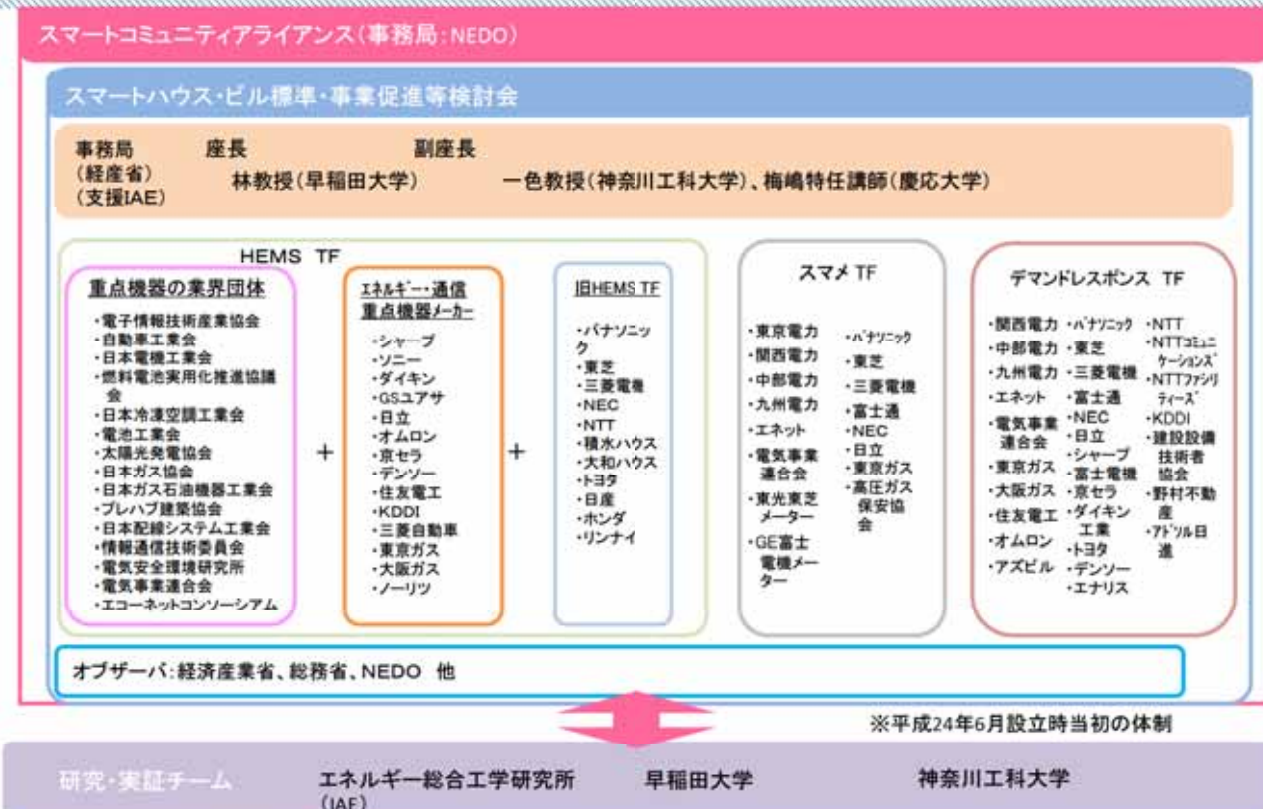 スマートコミュニティアライアンス(事務局:NEDO)
スマートハウス・ビル標準・事業促進等検討会
事務局
(経産省)
(支援IAE)
座長
林教授(早稲田大学)
副座長
一色教授(神奈川工科大学)、梅嶋特任講師(慶応大学)
HEMS TF
重点機器の業界団体
・電子情報技術産業協会
・自動車工業会
・日本電機工業会
・燃料電池実用化推進協議
会
・日本冷凍空調工業会
・電池工業会
・太陽光発電協会
・日本ガス協会
・日本ガス石油機器工業会
・プレハブ建築協会
・日本配線システム工業会
・情報通信技術委員会
・電気安全環境研究所
・電気事業連合会
・エコーネットコンソーシアム
+
エネルギー・通信
重点機器メーカー
・シャープ
・ソニー
・ダイキン
・GSユアサ
・日立
・オムロン
・京セラ
・デンソー
・住友電工
・KDDI
・三菱自動車
・東京ガス
・大阪ガス
・ノーリツ
+
旧HEMS TF
・パナソニッ
ク
・東芝
・三菱電機
・NEC
・NTT
・積水ハウス
・大和ハウス
・トヨタ
・日産
・ホンダ
・リンナイ
スマメ TF
・東京電力
・関西電力
・中部電力
・九州電力
・エネット
・電気事業
連合会
・東光東芝
メーター
・GE富士
電機メー
ター
・パナソニック
・東芝
・三菱電機
・富士通
・NEC
・日立
・東京ガス
・高圧ガス
保安協
会
デマンドレスポンス TF
・関西電力
・中部電力
・九州電力
・エネット
・電気事業
連合会
・東京ガス
・大阪ガス
・住友電工
・オムロン
・アズビル
・パナソニック
・東芝
・三菱電機
・富士通
・NEC
・日立
・シャープ
・富士電機
・京セラ
・ダイキン
工業
・トヨタ
・デンソー
・エナリス
・NTT
・NTTコミュニ
ケーションズ
・NTTファシリ
ティーズ
・KDDI
・建設設備
技術者
協会
・野村不動
産
・アドソル日
進
オブザーバ:経済産業省、総務省、NEDO 他
※平成24年6月設立時当初の体制
研究・実証チーム
エネルギー総合工学研究所
(IAE)
早稲田大学
神奈川工科大学